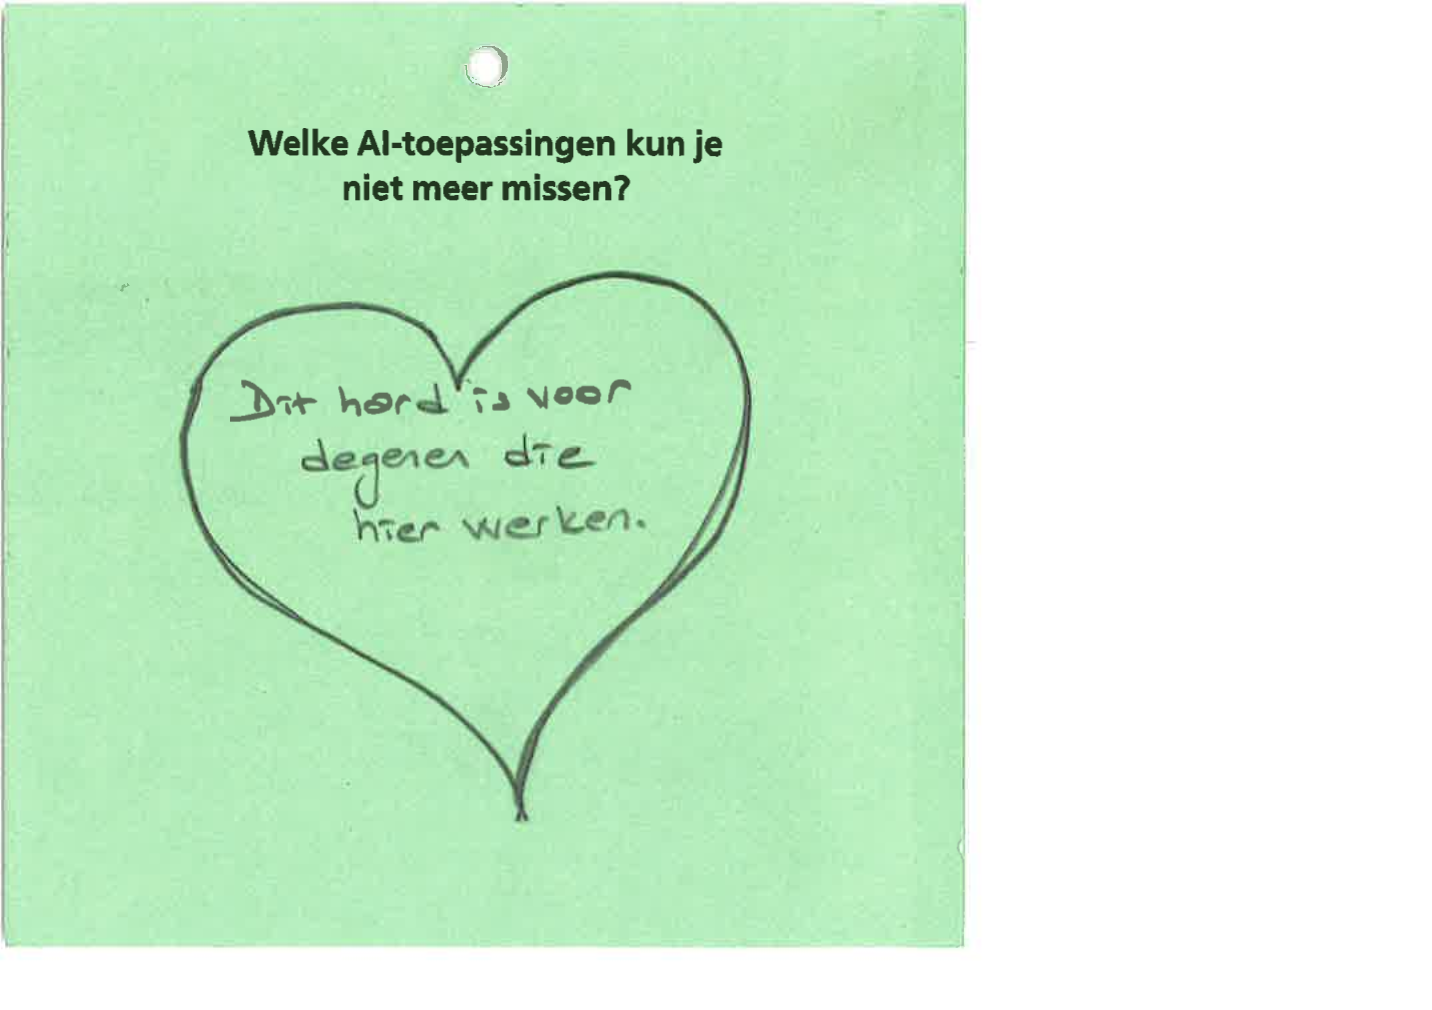 Welke AI-toepassingen kun je
niet meer missen?
Dit hard is voor
degenen die
hier werken.